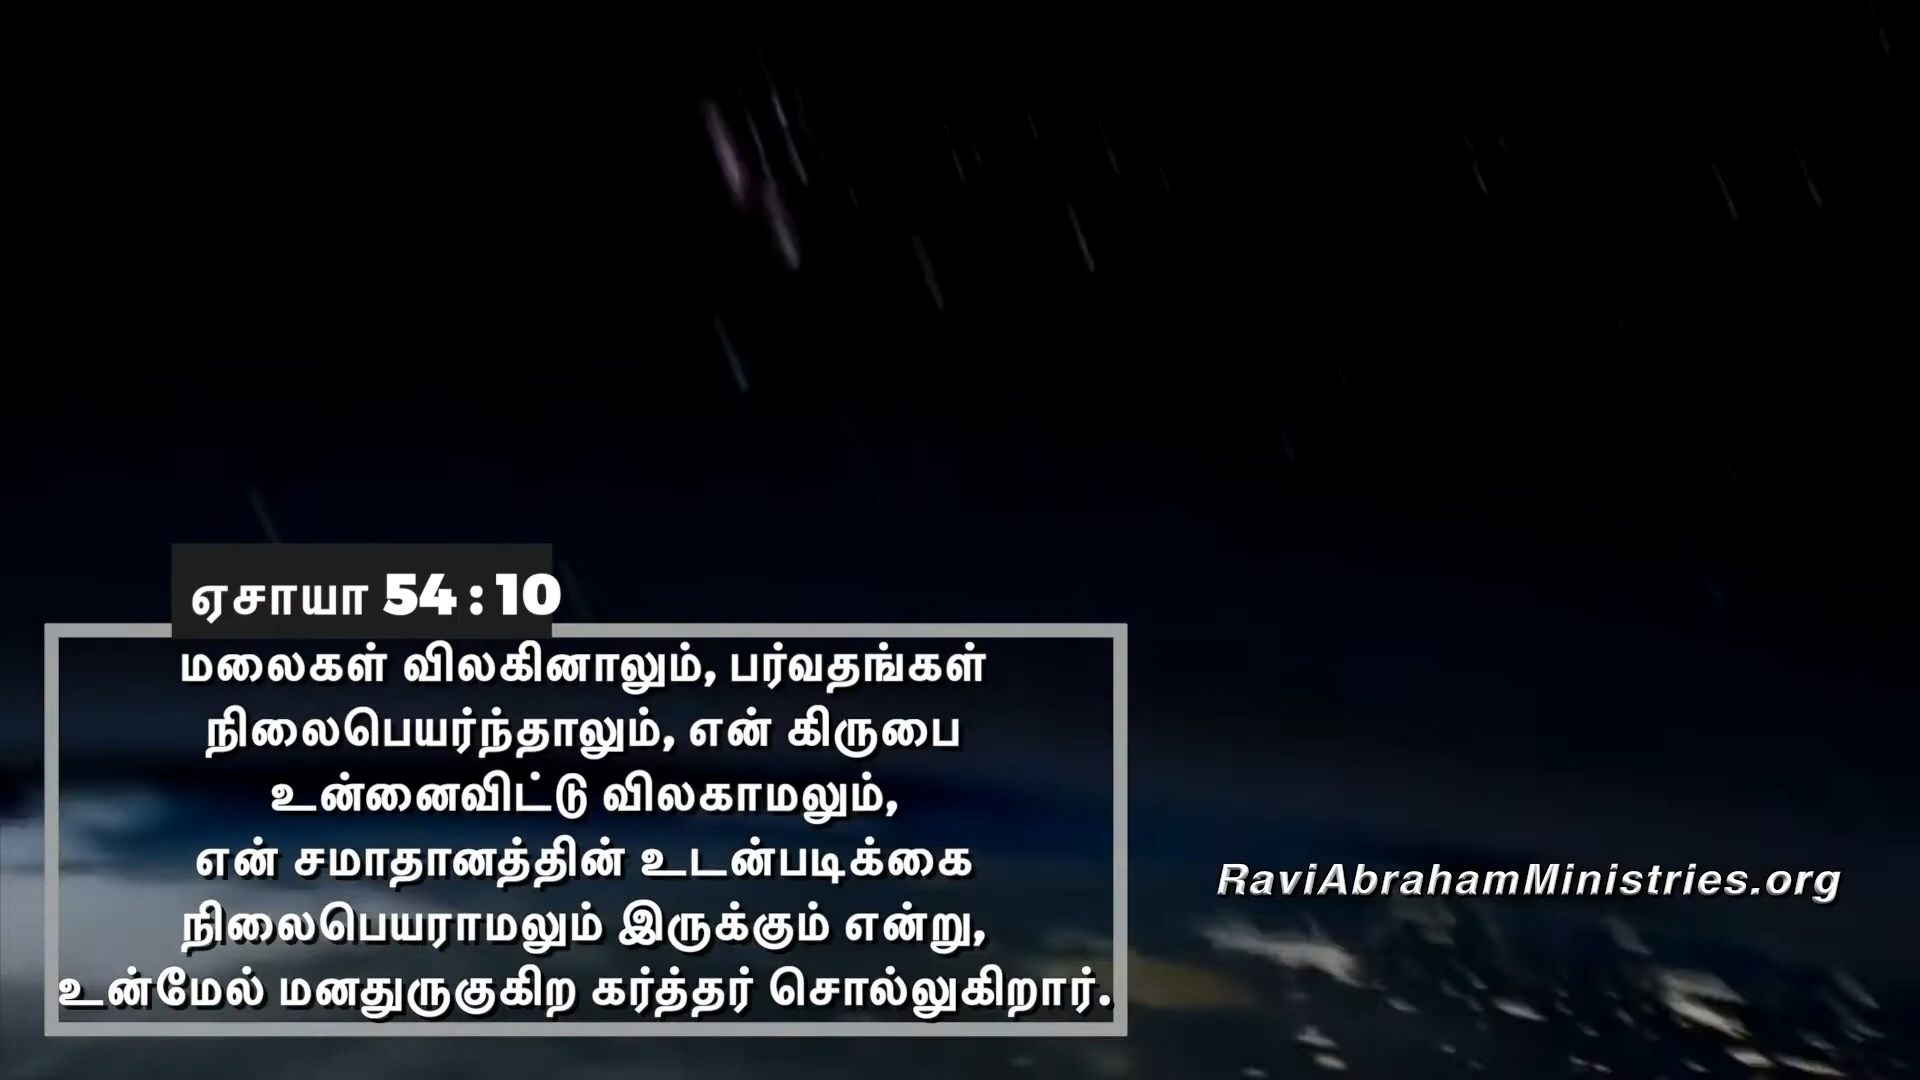 ஏசாயா 54 : 10
மலைகள் விலகினாலும், பர்வதங்கள்
நிலைபெயர்ந்தாலும், என் கிருபை
உன்னைவிட்டு விலகாமலும்,
என் சமாதானத்தின் உடன்படிக்கை
நிலைபெயராமலும் இருக்கும் என்று,
உன்மேல் மனதுருகுகிற கர்த்தர் சொல்லுகிறார்.
RaviAbrahamMinistries.org